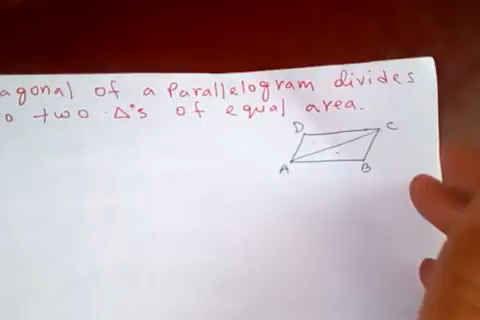 agonal of a Parallelogram divides
o two Δ's of equal area.
D C
A B